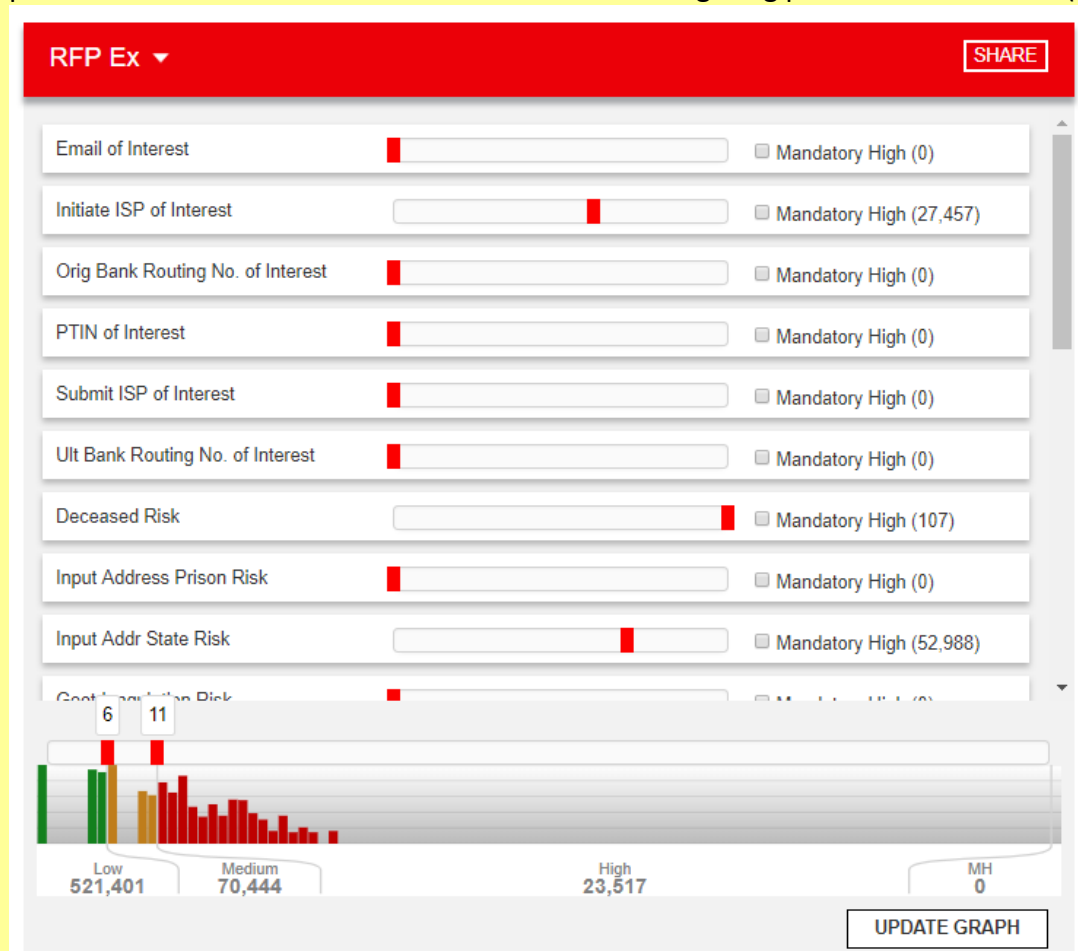 RFP Ex
SHARE
Email of Interest Mandatory High (0)
Initiate ISP of Interest Mandatory High (27,457)
Orig Bank Routing No. of Interest Mandatory High (0)
PTIN of Interest Mandatory High (0)
Submit ISP of Interest Mandatory High (0)
Ult Bank Routing No. of Interest Mandatory High (0)
Deceased Risk Mandatory High (107)
Input Address Prison Risk Mandatory High (0)
Input Addr State Risk Mandatory High (52,988)
Risk
6 11
Low Medium High MH
521,401 70,444 23,517 0
UPDATE GRAPH